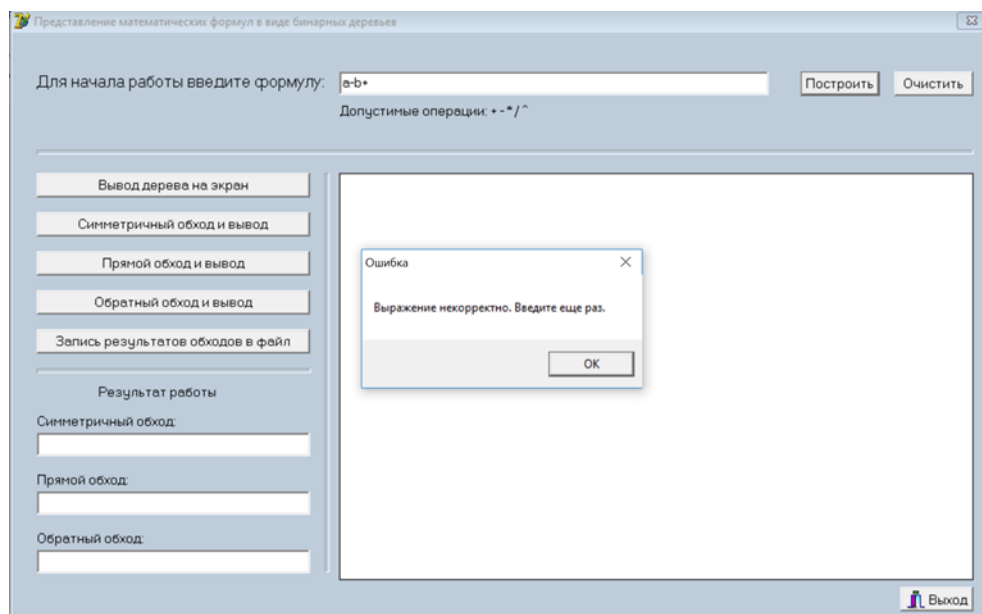 Представление математических формул в виде бинарных деревьев
Для начала работы введите формулу:
a-b+
Построить
Очистить
Допустимые операции: + - * / ^
Вывод дерева на экран
Симметричный обход и вывод
Прямой обход и вывод
Обратный обход и вывод
Запись результатов обходов в файл
Ошибка
Выражение некорректно. Введите еще раз.
OK
Результат работы
Симметричный обход:
Прямой обход:
Обратный обход:
Выход